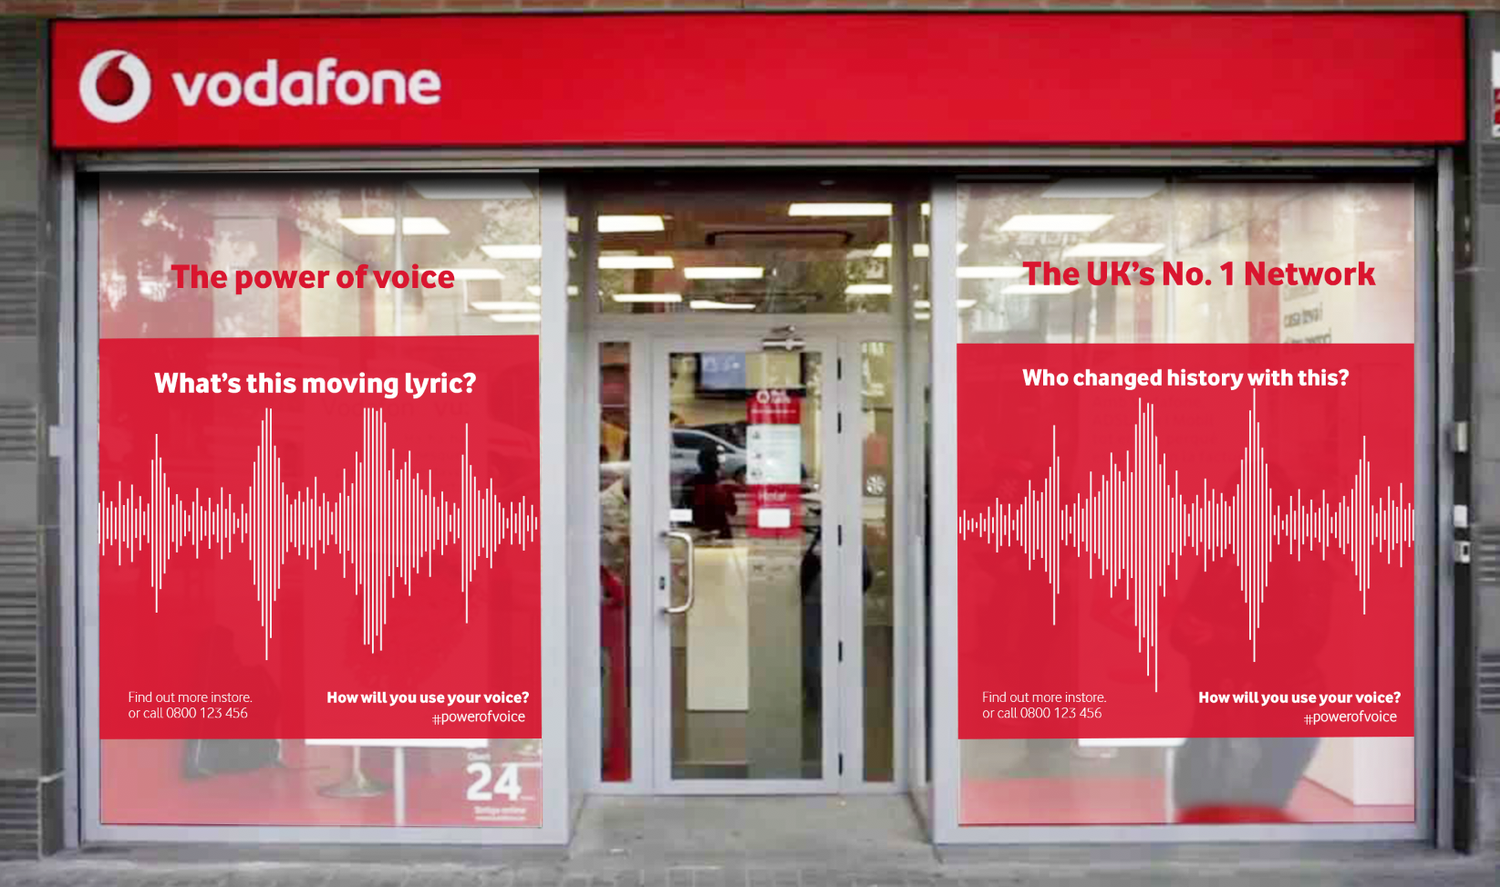 vodafone
The power of voice
What's this moving lyric?
Find out more instore.
or call 0800 123 456
How will you use your voice?
#powerofvoice
24
The UK's No. 1 Network
Who changed history with this?
Find out more instore.
or call 0800 123 456
How will you use your voice?
#powerofvoice